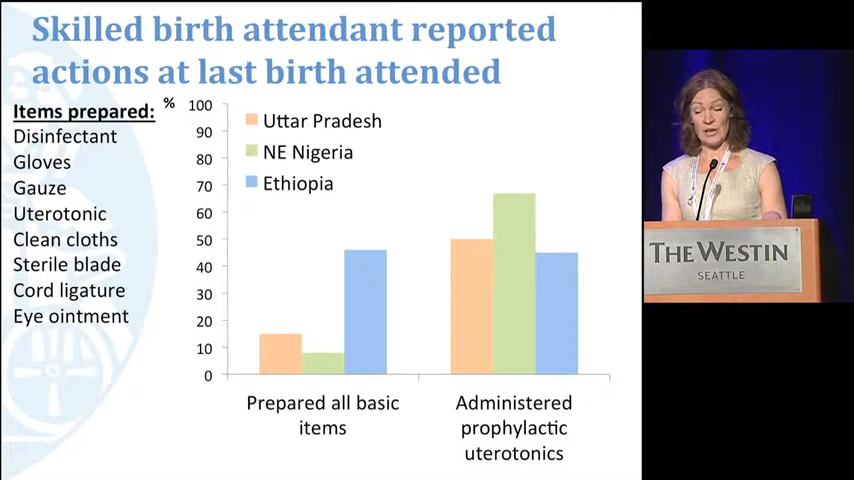 Skilled birth attendant reported
actions at last birth attended
Items prepared:
Disinfectant
Gloves
Gauze
Uterotonic
Clean cloths
Sterile blade
Cord ligature
Eye ointment
%
100
90
80
70
60
50
40
30
20
10
0
Uttar Pradesh
NE Nigeria
Ethiopia
Prepared all basic
items
Administered
prophylactic
uterotonics
THE WESTIN
SEATTLE